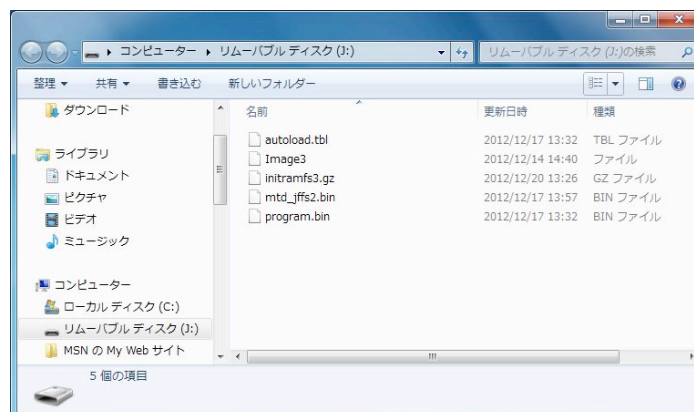 コンピューター ▸ リムーバブル ディスク (J:)
リムーバブル ディスク (J:)の検索
整理 ▼ 共有 ▼ 書き込む 新しいフォルダー
ダウンロード
ライブラリ
ドキュメント
ピクチャ
ビデオ
ミュージック
コンピューター
ローカル ディスク (C:)
リムーバブル ディスク (J:)
MSN の My Web サイト
名前 更新日時 種類
autoload.tbl 2012/12/17 13:32 TBL ファイル
Image3 2012/12/14 14:40 ファイル
initramfs3.gz 2012/12/20 13:26 GZ ファイル
mtd_jffs2.bin 2012/12/17 13:57 BIN ファイル
program.bin 2012/12/17 13:32 BIN ファイル
5 個の項目